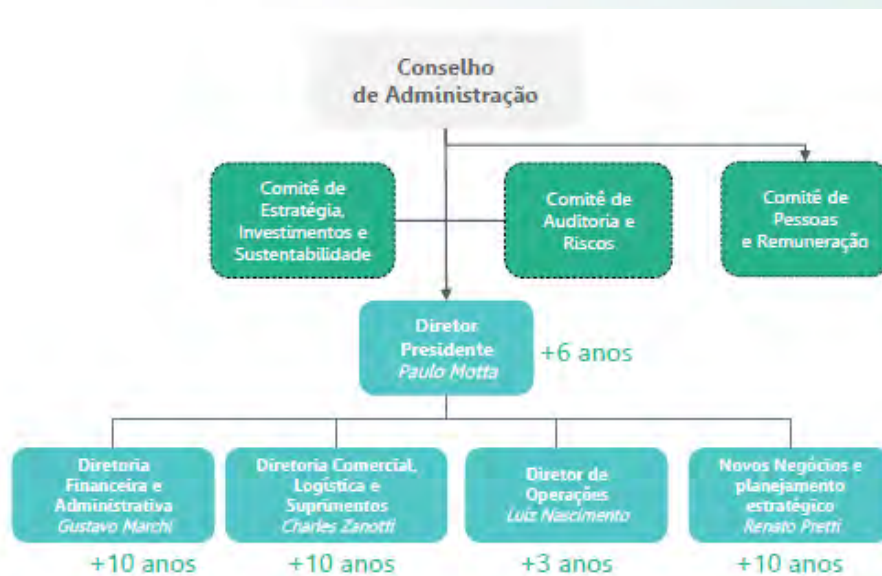 Conselho
de Administração
Comitê de
Estratégia,
Investimentos e
Sustentabilidade
Comitê de
Auditoria e
Riscos
Comitê de
Pessoas
e Remuneração
Diretor
Presidente
Paulo Motta
+6 anos
Diretoria
Financeira e
Administrativa
Gustavo Marchi
+10 anos
Diretoria Comercial,
Logística e
Suprimentos
Charles Zanotti
+10 anos
Diretor de
Operações
Luiz Nascimento
+3 anos
Novos Negócios e
planejamento
estratégico
Renato Pretti
+10 anos